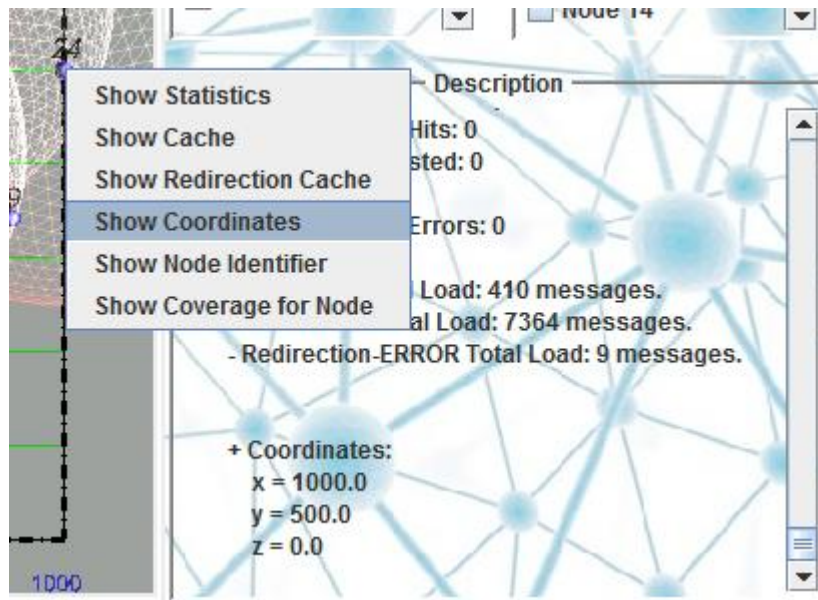 Node 14
24
Description
Show Statistics
Show Cache
Hits: 0
Show Redirection Cache
sted: 0
Show Coordinates
Errors: 0
Show Node Identifier
Show Coverage for Node
Load: 410 messages.
al Load: 7364 messages.
- Redirection-ERROR Total Load: 9 messages.
+ Coordinates:
x = 1000.0
y = 500.0
z = 0.0
1000